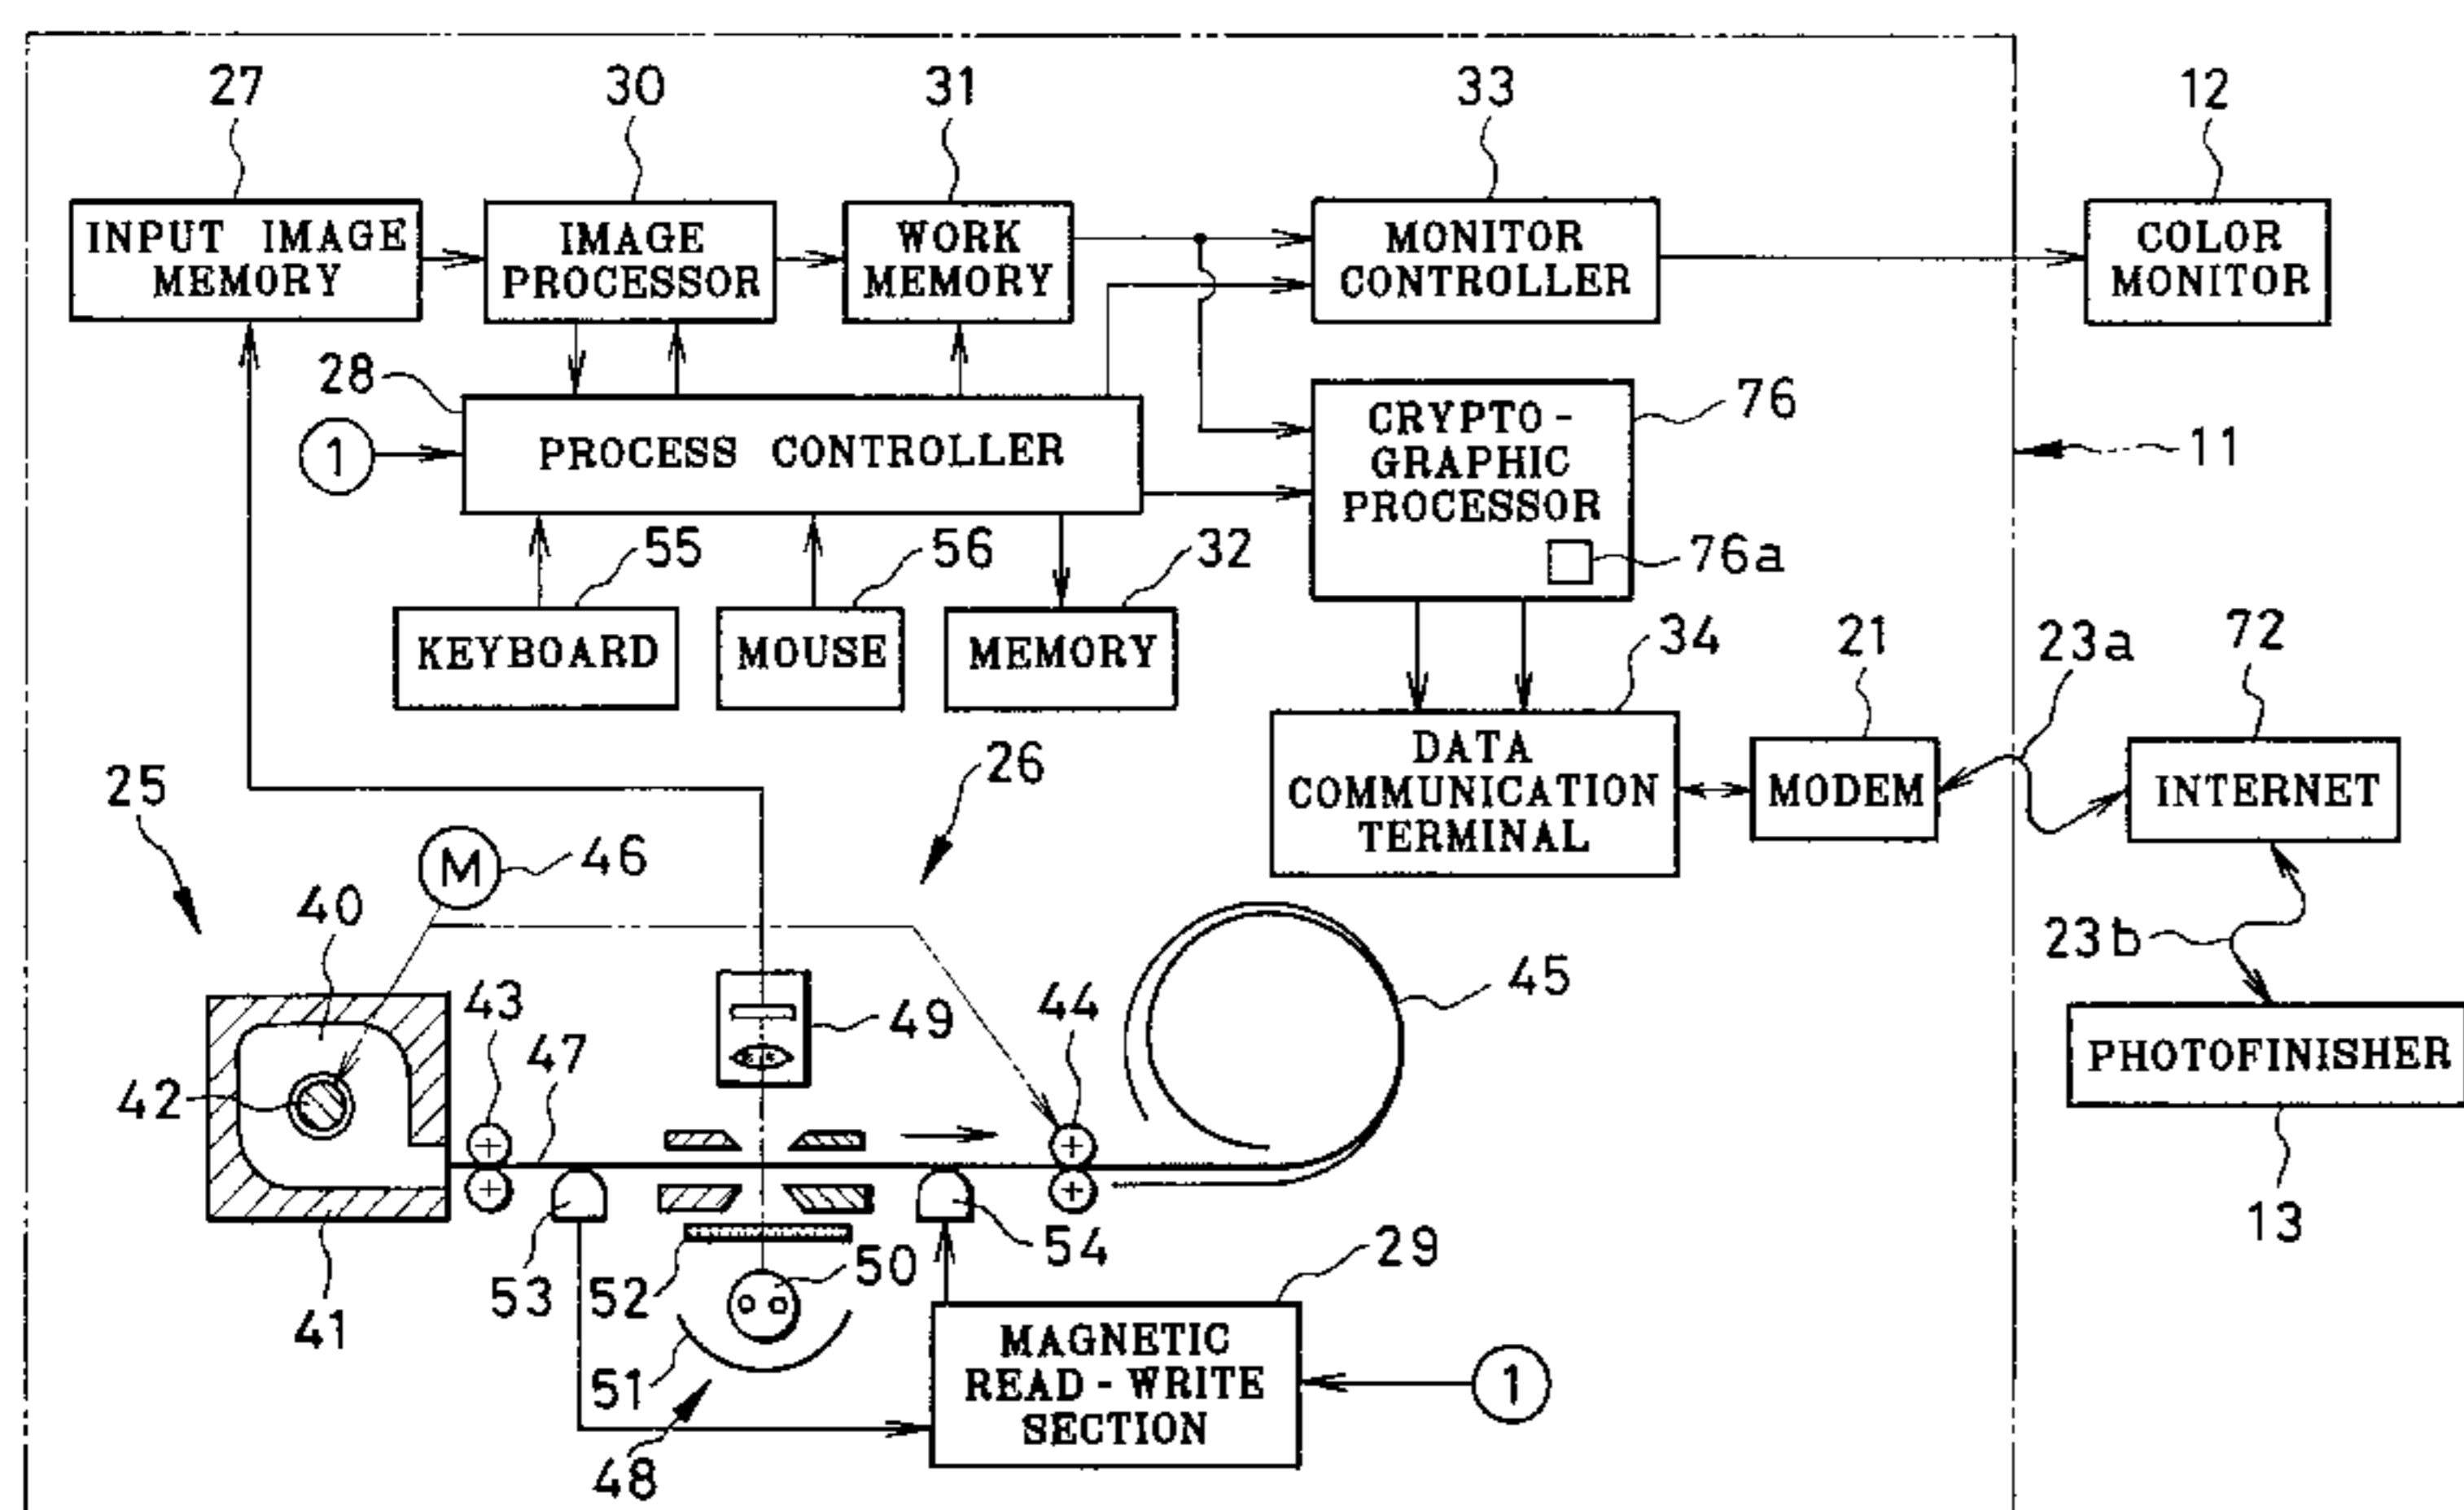 27
30
31
33
12
INPUT IMAGE
MEMORY
IMAGE
PROCESSOR
WORK
MEMORY
MONITOR
CONTROLLER
COLOR
MONITOR
28
1
PROCESS CONTROLLER
CRYPTO-
GRAPHIC
PROCESSOR
76
76a
11
55
56
32
KEYBOARD
MOUSE
MEMORY
34
21
23a
72
DATA
COMMUNICATION
TERMINAL
MODEM
INTERNET
25
26
M
46
40
23b
43
47
49
44
45
42
PHOTOFINISHER
13
41
53
52
50
54
29
51
48
MAGNETIC
READ-WRITE
SECTION
1